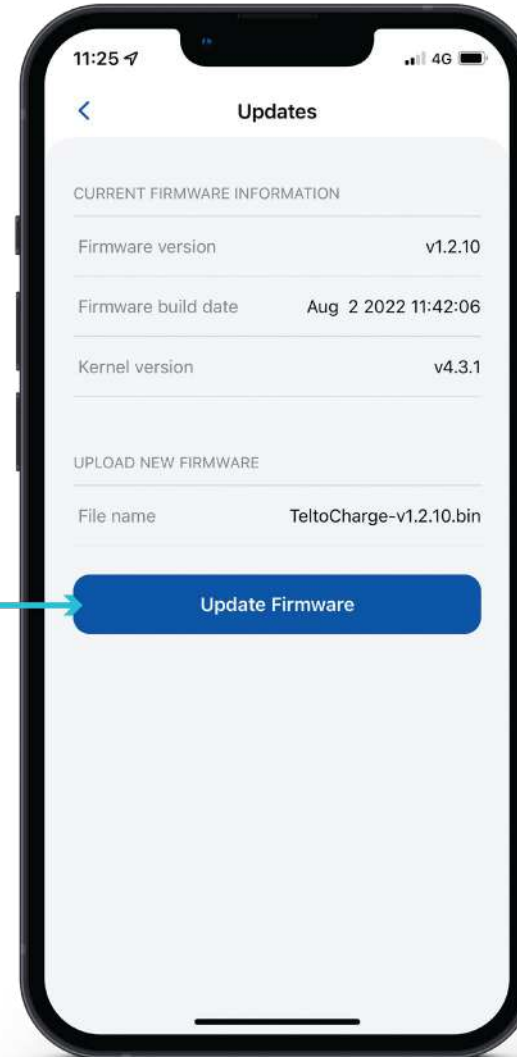 11:25 4G
Updates
CURRENT FIRMWARE INFORMATION
Firmware version v1.2.10
Firmware build date Aug 2 2022 11:42:06
Kernel version v4.3.1
UPLOAD NEW FIRMWARE
File name TeltoCharge-v1.2.10.bin
Update Firmware